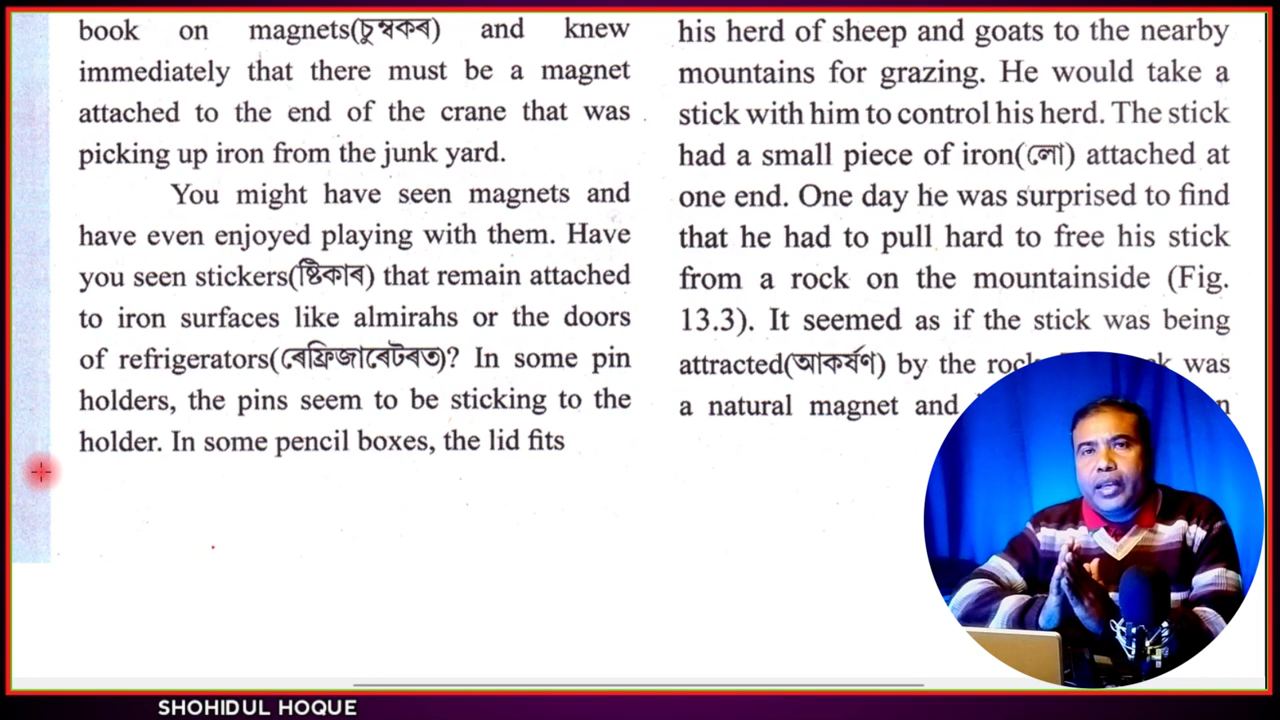 book on magnets(চুম্বকৰ) and knew
immediately that there must be a magnet
attached to the end of the crane that was
picking up iron from the junk yard.
You might have seen magnets and
have even enjoyed playing with them. Have
you seen stickers(ষ্টিকাৰ) that remain attached
to iron surfaces like almirahs or the doors
of refrigerators(ৰেফ্ৰিজাৰেটৰত)? In some pin
holders, the pins seem to be sticking to the
holder. In some pencil boxes, the lid fits
his herd of sheep and goats to the nearby
mountains for grazing. He would take a
stick with him to control his herd. The stick
had a small piece of iron(লো) attached at
one end. One day he was surprised to find
that he had to pull hard to free his stick
from a rock on the mountainside (Fig.
13.3). It seemed as if the stick was being
attracted(আকৰ্ষণ) by the was
a natural magnet and
SHOHIDUL HOQUE